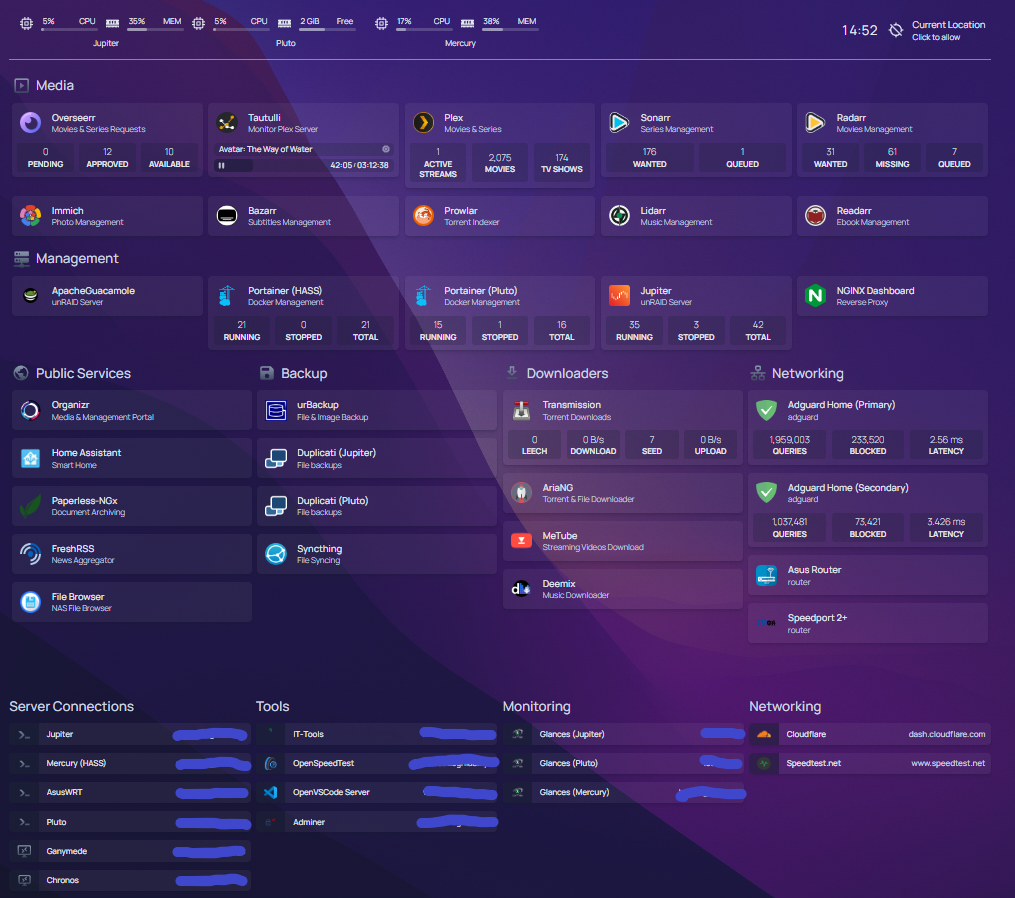 5% CPU 35% MEM 5% CPU 2 GiB Free 17% CPU 38% MEM
Jupiter Pluto Mercury
14:52 Current Location
Click to allow
Media
Overseerr
Movies & Series Requests
0 12 10
PENDING APPROVED AVAILABLE
Tautulli
Monitor Plex Server
Avatar: The Way of Water
42:05 / 03:12:38
Plex
Movies & Series
1 2,075 174
ACTIVE STREAMS MOVIES TV SHOWS
Sonarr
Series Management
176 1
WANTED QUEUED
Radarr
Movies Management
31 61 7
WANTED MISSING QUEUED
Immich
Photo Management
Bazarr
Subtitles Management
Prowlar
Torrent Indexer
Lidarr
Music Management
Readarr
Ebook Management
Management
ApacheGuacamole
unRAID Server
Portainer (HASS)
Docker Management
21 0 21
RUNNING STOPPED TOTAL
Portainer (Pluto)
Docker Management
15 1 16
RUNNING STOPPED TOTAL
Jupiter
unRAID Server
35 3 42
RUNNING STOPPED TOTAL
NGINX Dashboard
Reverse Proxy
Public Services
Organizr
Media & Management Portal
Home Assistant
Smart Home
Paperless-NGx
Document Archiving
FreshRSS
News Aggregator
File Browser
NAS File Browser
Backup
urBackup
File & Image Backup
Duplicati (Jupiter)
File backups
Duplicati (Pluto)
File backups
Syncthing
File Syncing
Downloaders
Transmission
Torrent Downloads
0 0 B/s 7 0 B/s
LEECH DOWNLOAD SEED UPLOAD
AriaNG
Torrent & File Downloader
MeTube
Streaming Videos Download
Deemix
Music Downloader
Networking
Adguard Home (Primary)
adguard
1,959,003 233,520 2.56 ms
QUERIES BLOCKED LATENCY
Adguard Home (Secondary)
adguard
1,037,481 73,421 3.426 ms
QUERIES BLOCKED LATENCY
Asus Router
router
Speedport 2+
router
Server Connections
Jupiter
Mercury (HASS)
AsusWRT
Pluto
Ganymede
Chronos
Tools
IT-Tools
OpenSpeedTest
OpenVSCode Server
Adminer
Monitoring
Glances (Jupiter)
Glances (Pluto)
Glances (Mercury)
Networking
Cloudflare dash.cloudflare.com
Speedtest.net www.speedtest.net